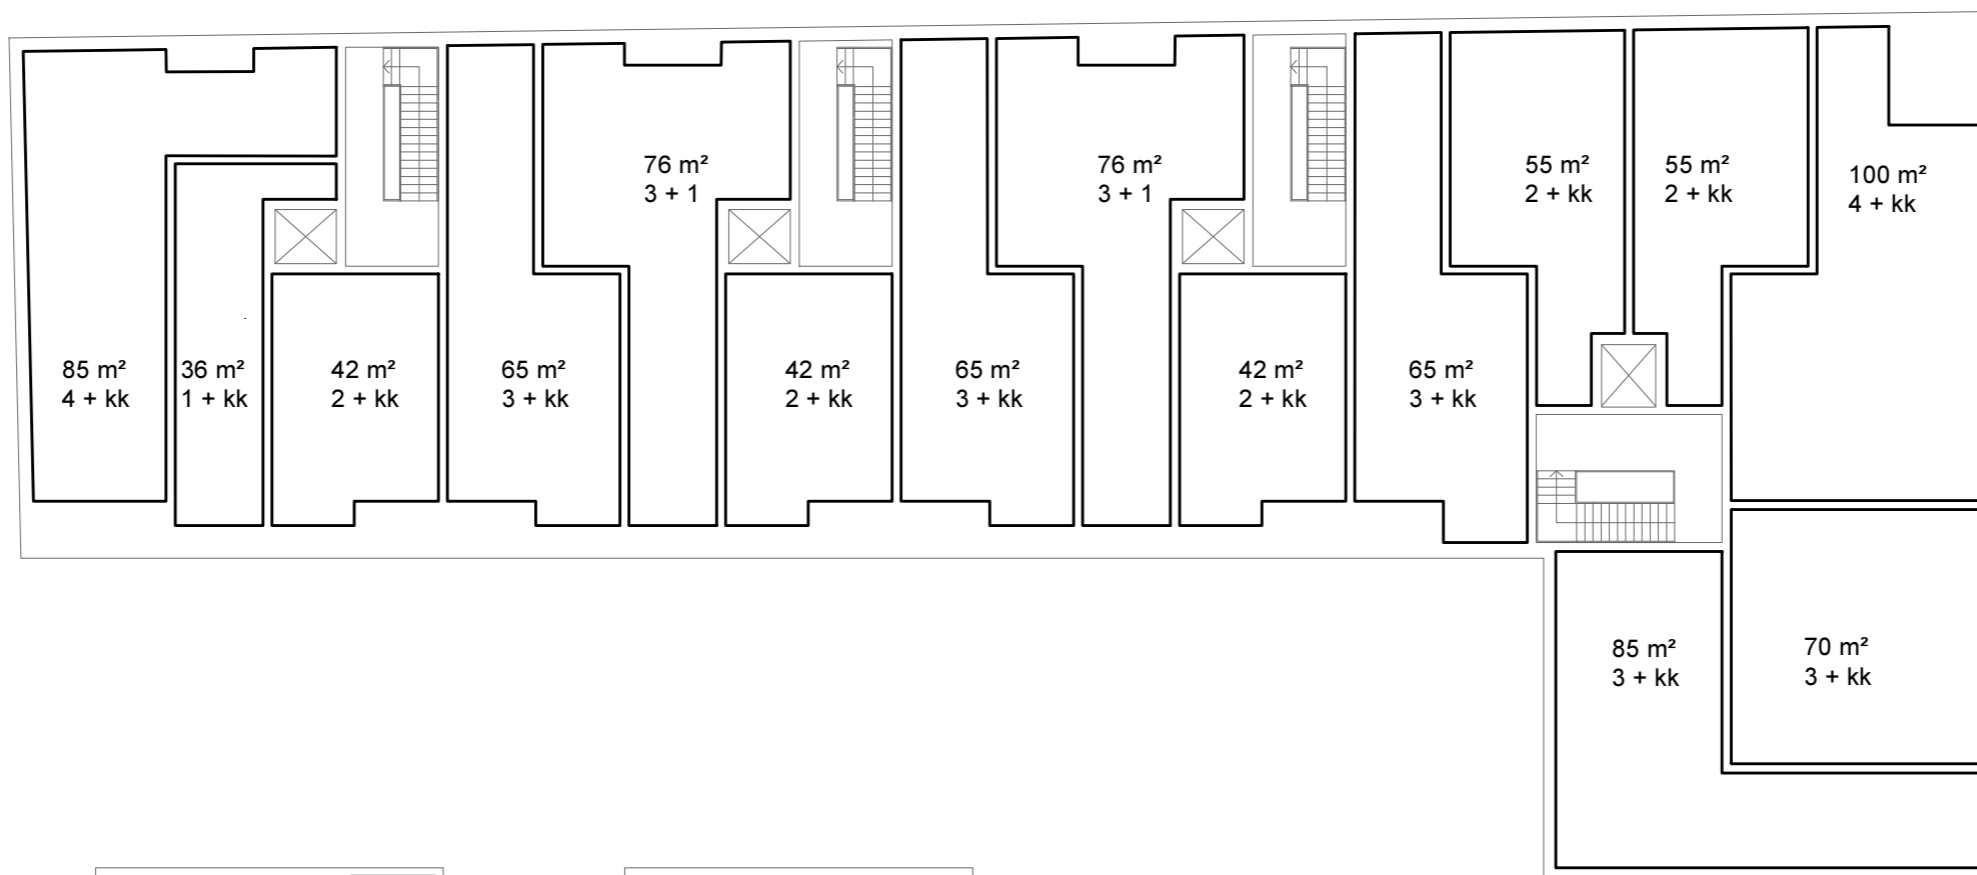 76 m²
3 + 1
76 m²
3 + 1
55 m²
2 + kk
55 m²
2 + kk
100 m²
4 + kk
85 m²
4 + kk
36 m²
1 + kk
42 m²
2 + kk
65 m²
3 + kk
42 m²
2 + kk
65 m²
3 + kk
42 m²
2 + kk
65 m²
3 + kk
85 m²
3 + kk
70 m²
3 + kk